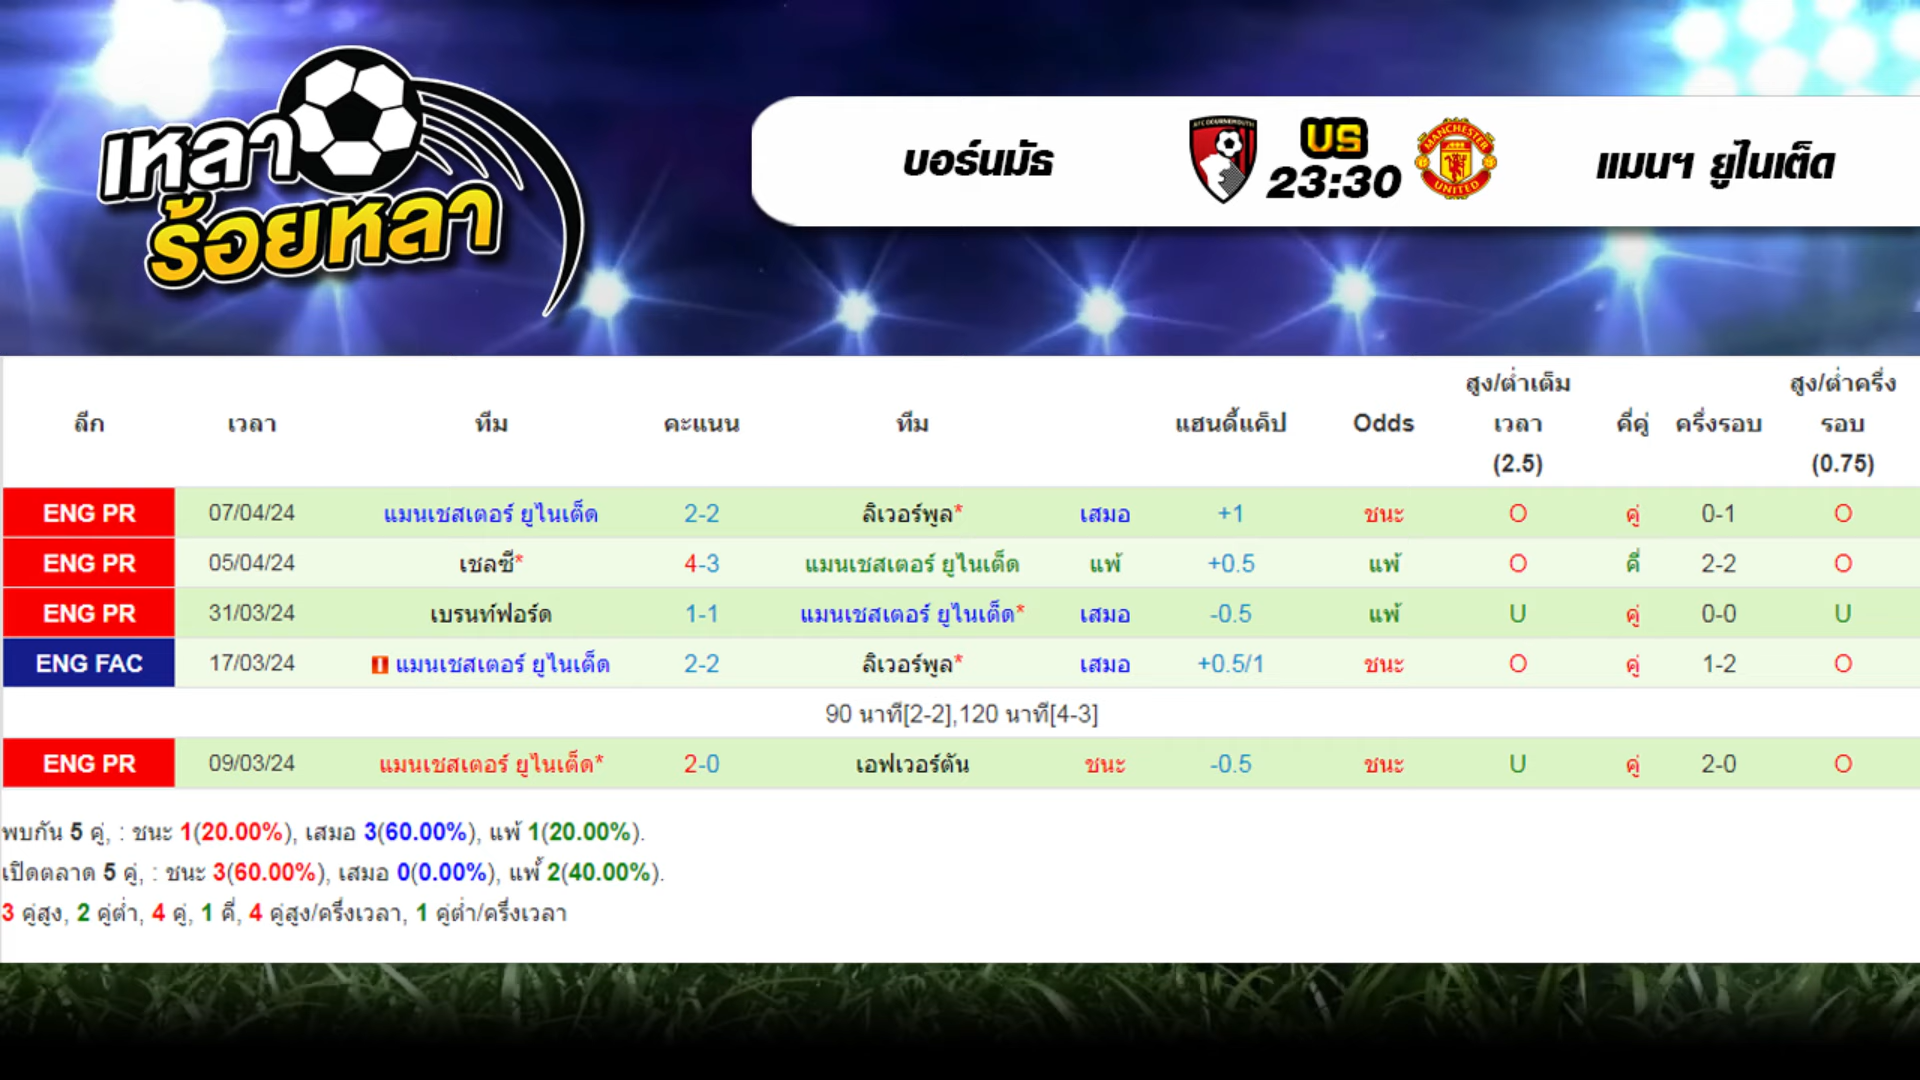 เหลา
ร้อยหลา
บอร์นมัธ
AFC BOURNEMOUTH
VS
23:30
MANCHESTER
UNITED
แมนฯ ยูไนเต็ด
ลีก เวลา ทีม คะแนน ทีม แฮนดี้แค็ป Odds สูง/ต่ำเต็มเวลา (2.5) คี่คู่ ครึ่งรอบ สูง/ต่ำครึ่งรอบ (0.75)
ENG PR 07/04/24 แมนเชสเตอร์ ยูไนเต็ด 2-2 ลิเวอร์พูล* เสมอ +1 ชนะ O คู่ 0-1 O
ENG PR 05/04/24 เชลซี* 4-3 แมนเชสเตอร์ ยูไนเต็ด แพ้ +0.5 แพ้ O คี่ 2-2 O
ENG PR 31/03/24 เบรนท์ฟอร์ด 1-1 แมนเชสเตอร์ ยูไนเต็ด* เสมอ -0.5 แพ้ U คู่ 0-0 U
ENG FAC 17/03/24 แมนเชสเตอร์ ยูไนเต็ด 2-2 ลิเวอร์พูล* เสมอ +0.5/1 ชนะ O คู่ 1-2 O
90 นาที[2-2],120 นาที[4-3]
ENG PR 09/03/24 แมนเชสเตอร์ ยูไนเต็ด* 2-0 เอฟเวอร์ตัน ชนะ -0.5 ชนะ U คู่ 2-0 O
พบกัน 5 คู่, : ชนะ 1(20.00%), เสมอ 3(60.00%), แพ้ 1(20.00%).
เปิดตลาด 5 คู่, : ชนะ 3(60.00%), เสมอ 0(0.00%), แพ้ 2(40.00%).
3 คู่สูง, 2 คู่ต่ำ, 4 คู่, 1 คี่, 4 คู่สูง/ครึ่งเวลา, 1 คู่ต่ำ/ครึ่งเวลา